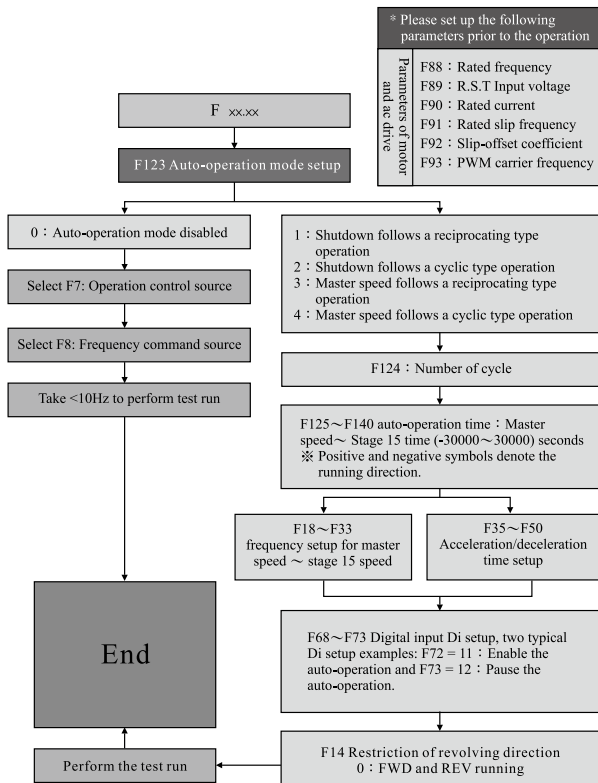 * Please set up the following
parameters prior to the operation
Parameters of motor
and ac drive
F88：Rated frequency
F89：R.S.T Input voltage
F90：Rated current
F91：Rated slip frequency
F92：Slip-offset coefficient
F93：PWM carrier frequency
F xx.xx
F123 Auto-operation mode setup
0：Auto-operation mode disabled
Select F7: Operation control source
Select F8: Frequency command source
Take <10Hz to perform test run
1：Shutdown follows a reciprocating type
operation
2：Shutdown follows a cyclic type operation
3：Master speed follows a reciprocating type
operation
4：Master speed follows a cyclic type operation
F124：Number of cycle
F125～F140 auto-operation time：Master
speed～ Stage 15 time (-30000～30000) seconds
※ Positive and negative symbols denote the
running direction.
F18～F33
frequency setup for master
speed ～ stage 15 speed
F35～F50
Acceleration/deceleration
time setup
F68～F73 Digital input Di setup, two typical
Di setup examples: F72 = 11：Enable the
auto-operation and F73 = 12：Pause the
auto-operation.
F14 Restriction of revolving direction
0：FWD and REV running
Perform the test run
End